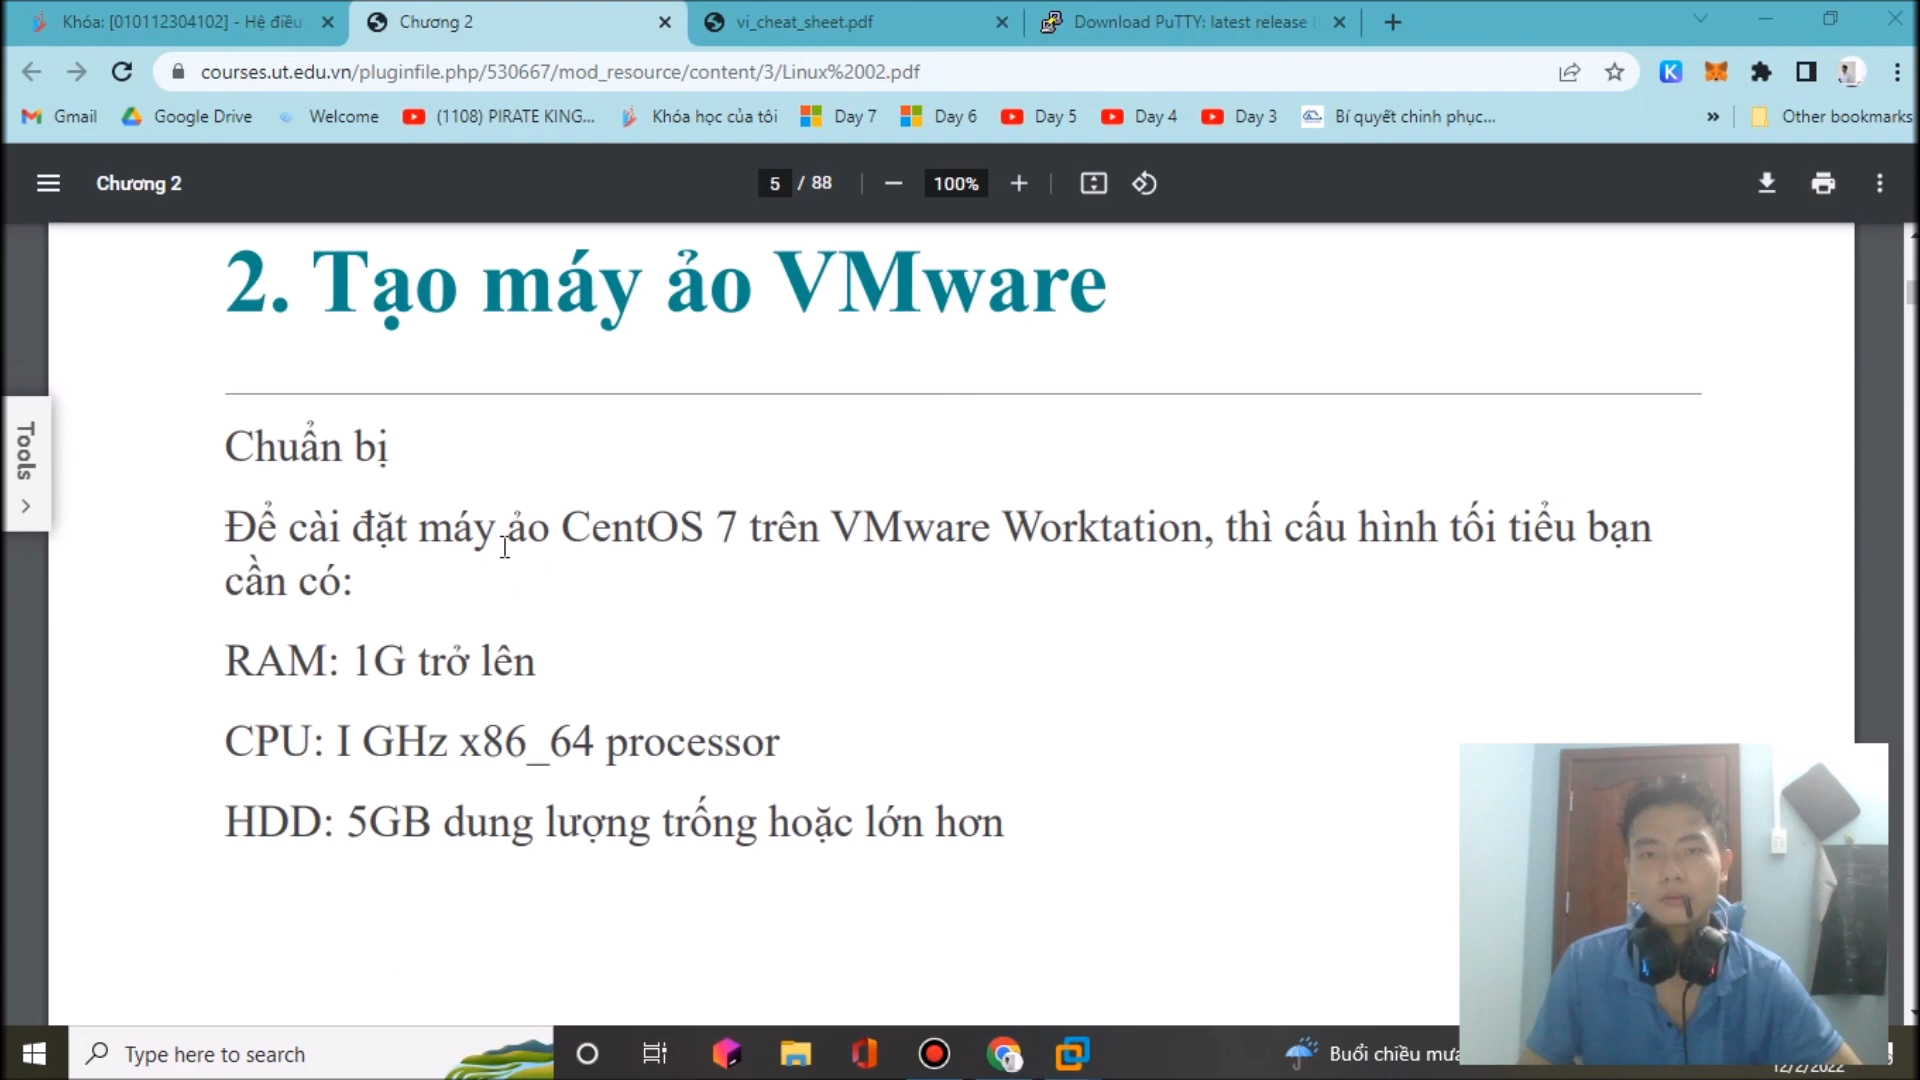 Khóa: [010112304102] - Hệ điều
Chương 2
vi_cheat_sheet.pdf
Download PuTTY: latest release
courses.ut.edu.vn/pluginfile.php/530667/mod_resource/content/3/Linux%2002.pdf
Gmail
Google Drive
Welcome
(1108) PIRATE KING...
Khóa học của tôi
Day 7
Day 6
Day 5
Day 4
Day 3
Bí quyết chinh phục...
»
Other bookmarks
Chương 2
5 / 88
100%
2. Tạo máy ảo VMware
Tools
Chuẩn bị
Để cài đặt máy ảo CentOS 7 trên VMware Worktation, thì cấu hình tối tiểu bạn
cần có:
RAM: 1G trở lên
CPU: I GHz x86_64 processor
HDD: 5GB dung lượng trống hoặc lớn hơn
Type here to search
Buổi chiều mưa
12/2/2022